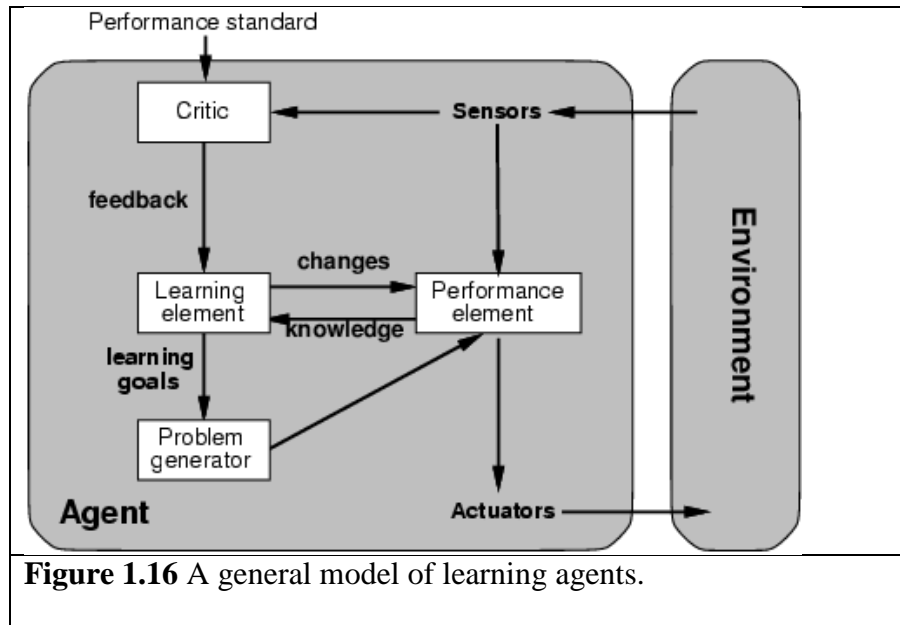 Performance standard
Critic
Sensors
feedback
changes
Learning
element
Performance
element
knowledge
learning
goals
Problem
generator
Agent
Actuators
Environment
Figure 1.16 A general model of learning agents.